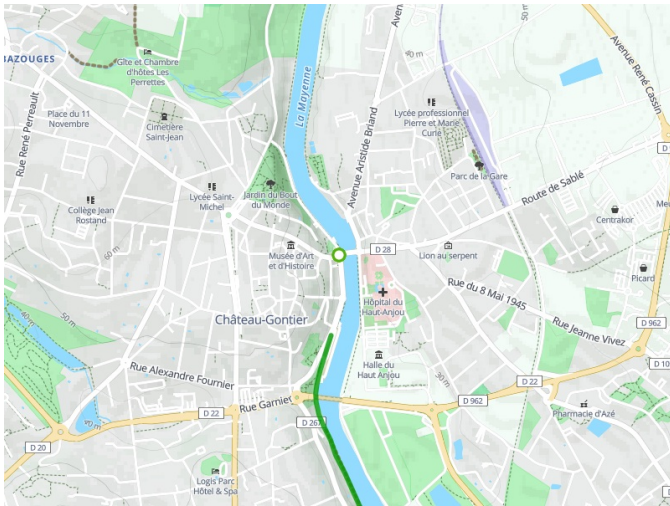 BAZOUGES
Gîte et Chambre
d'hôtes Les
Perrettes
50 m
Avenue René Cassin
La Mayenne
Lycée professionnel
Pierre et Marie
Curie
Place du 11
Novembre
Cimetière
Saint-Jean
Rue René Perreault
Avenue Aristide Briand
Parc de la Gare
Route de Sablé
Lycée Saint-
Michel
Jardin du Bout
du Monde
Collège Jean
Rostand
Centrakor
60 m
Musée d'Art
et d'Histoire
D 28
Lion au serpent
Picard
Rue du 8 Mai 1945
Hôpital du
Haut-Anjou
Château-Gontier
D 962
Rue Jeanne Vivez
40 m
50 m
Halle du
Haut Anjou
Rue Alexandre Fournier
30 m
D 22
Rue Garnier
D 962
D 22
D 267
Pharmacie d'Azé
D 20
Logis Parc
Hôtel & Spa